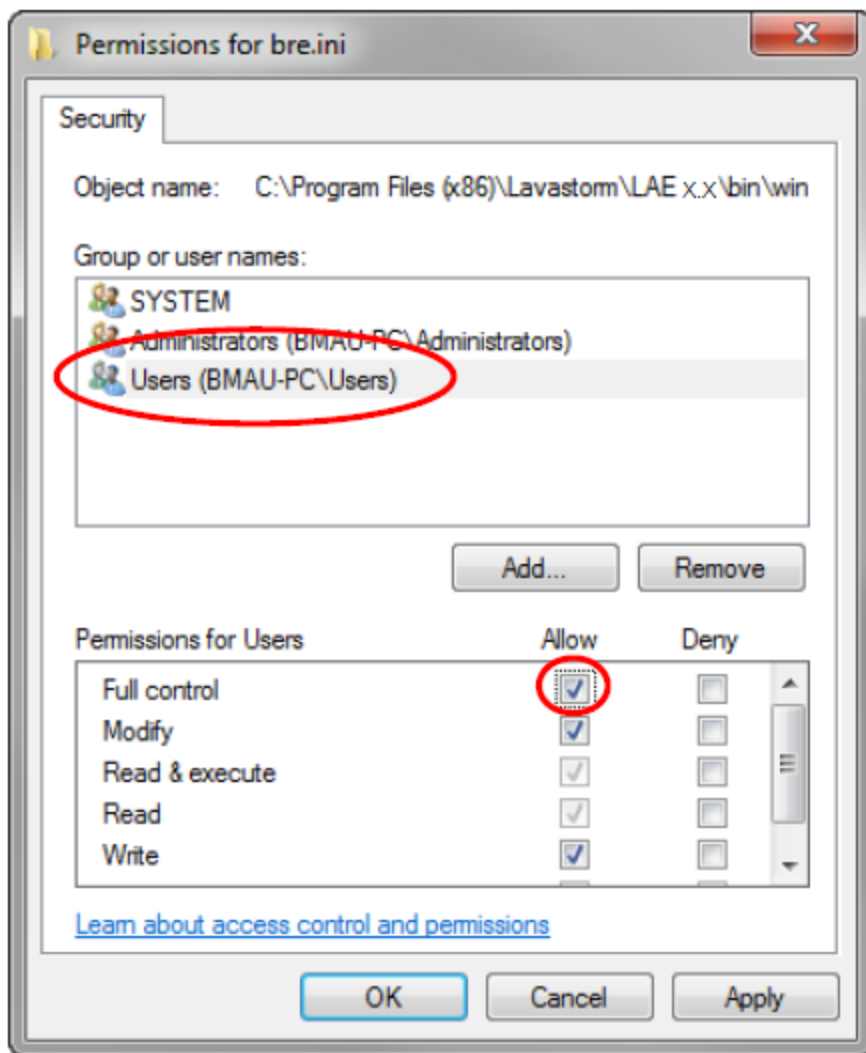 Permissions for bre.ini
Security
Object name: C:\Program Files (x86)\Lavastorm\LAE x.x\bin\win
Group or user names:
SYSTEM
Administrators (BMAU-PC\Administrators)
Users (BMAU-PC\Users)
Add... Remove
Permissions for Users Allow Deny
Full control
Modify
Read & execute
Read
Write
Learn about access control and permissions
OK Cancel Apply